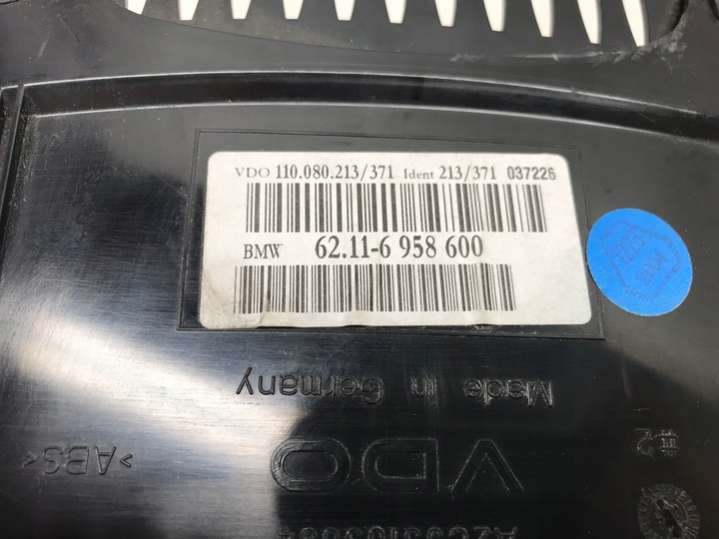 VDO 110.080.213/371 Ident 213/371 037226
BMW 62.11-6 958 600
Made in Germany
VDO
>ABS<